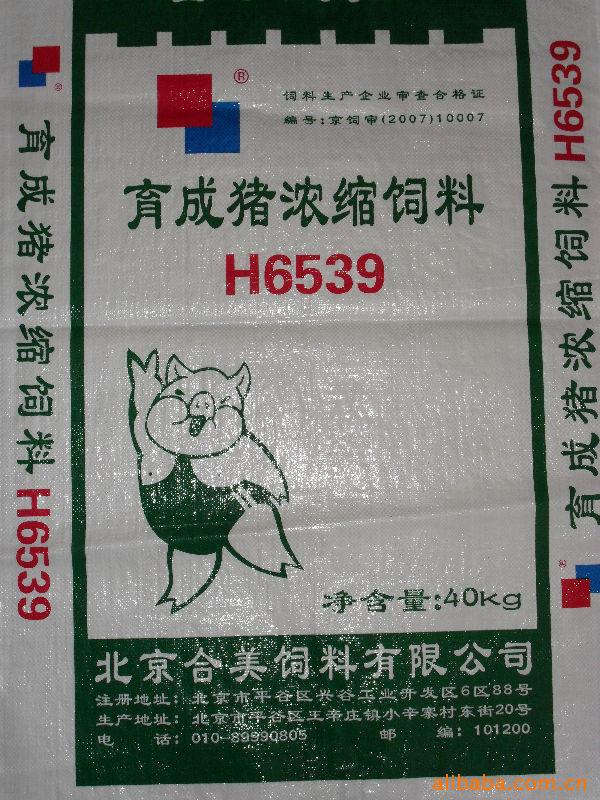 ®
饲料生产企业审查合格证
编号:京饲审(2007)10007
育成猪浓缩饲料
H6539
净含量:40kg
北京合美饲料有限公司
注册地址: 北京市平谷区兴谷工业开发区6区88号
生产地址: 北京市平谷区王辛庄镇小辛寨村东街20号
电 话: 010-89990805 邮 编: 101200
育成猪浓缩饲料 H6539
育成猪浓缩饲料 H6539
alibaba.com.cn